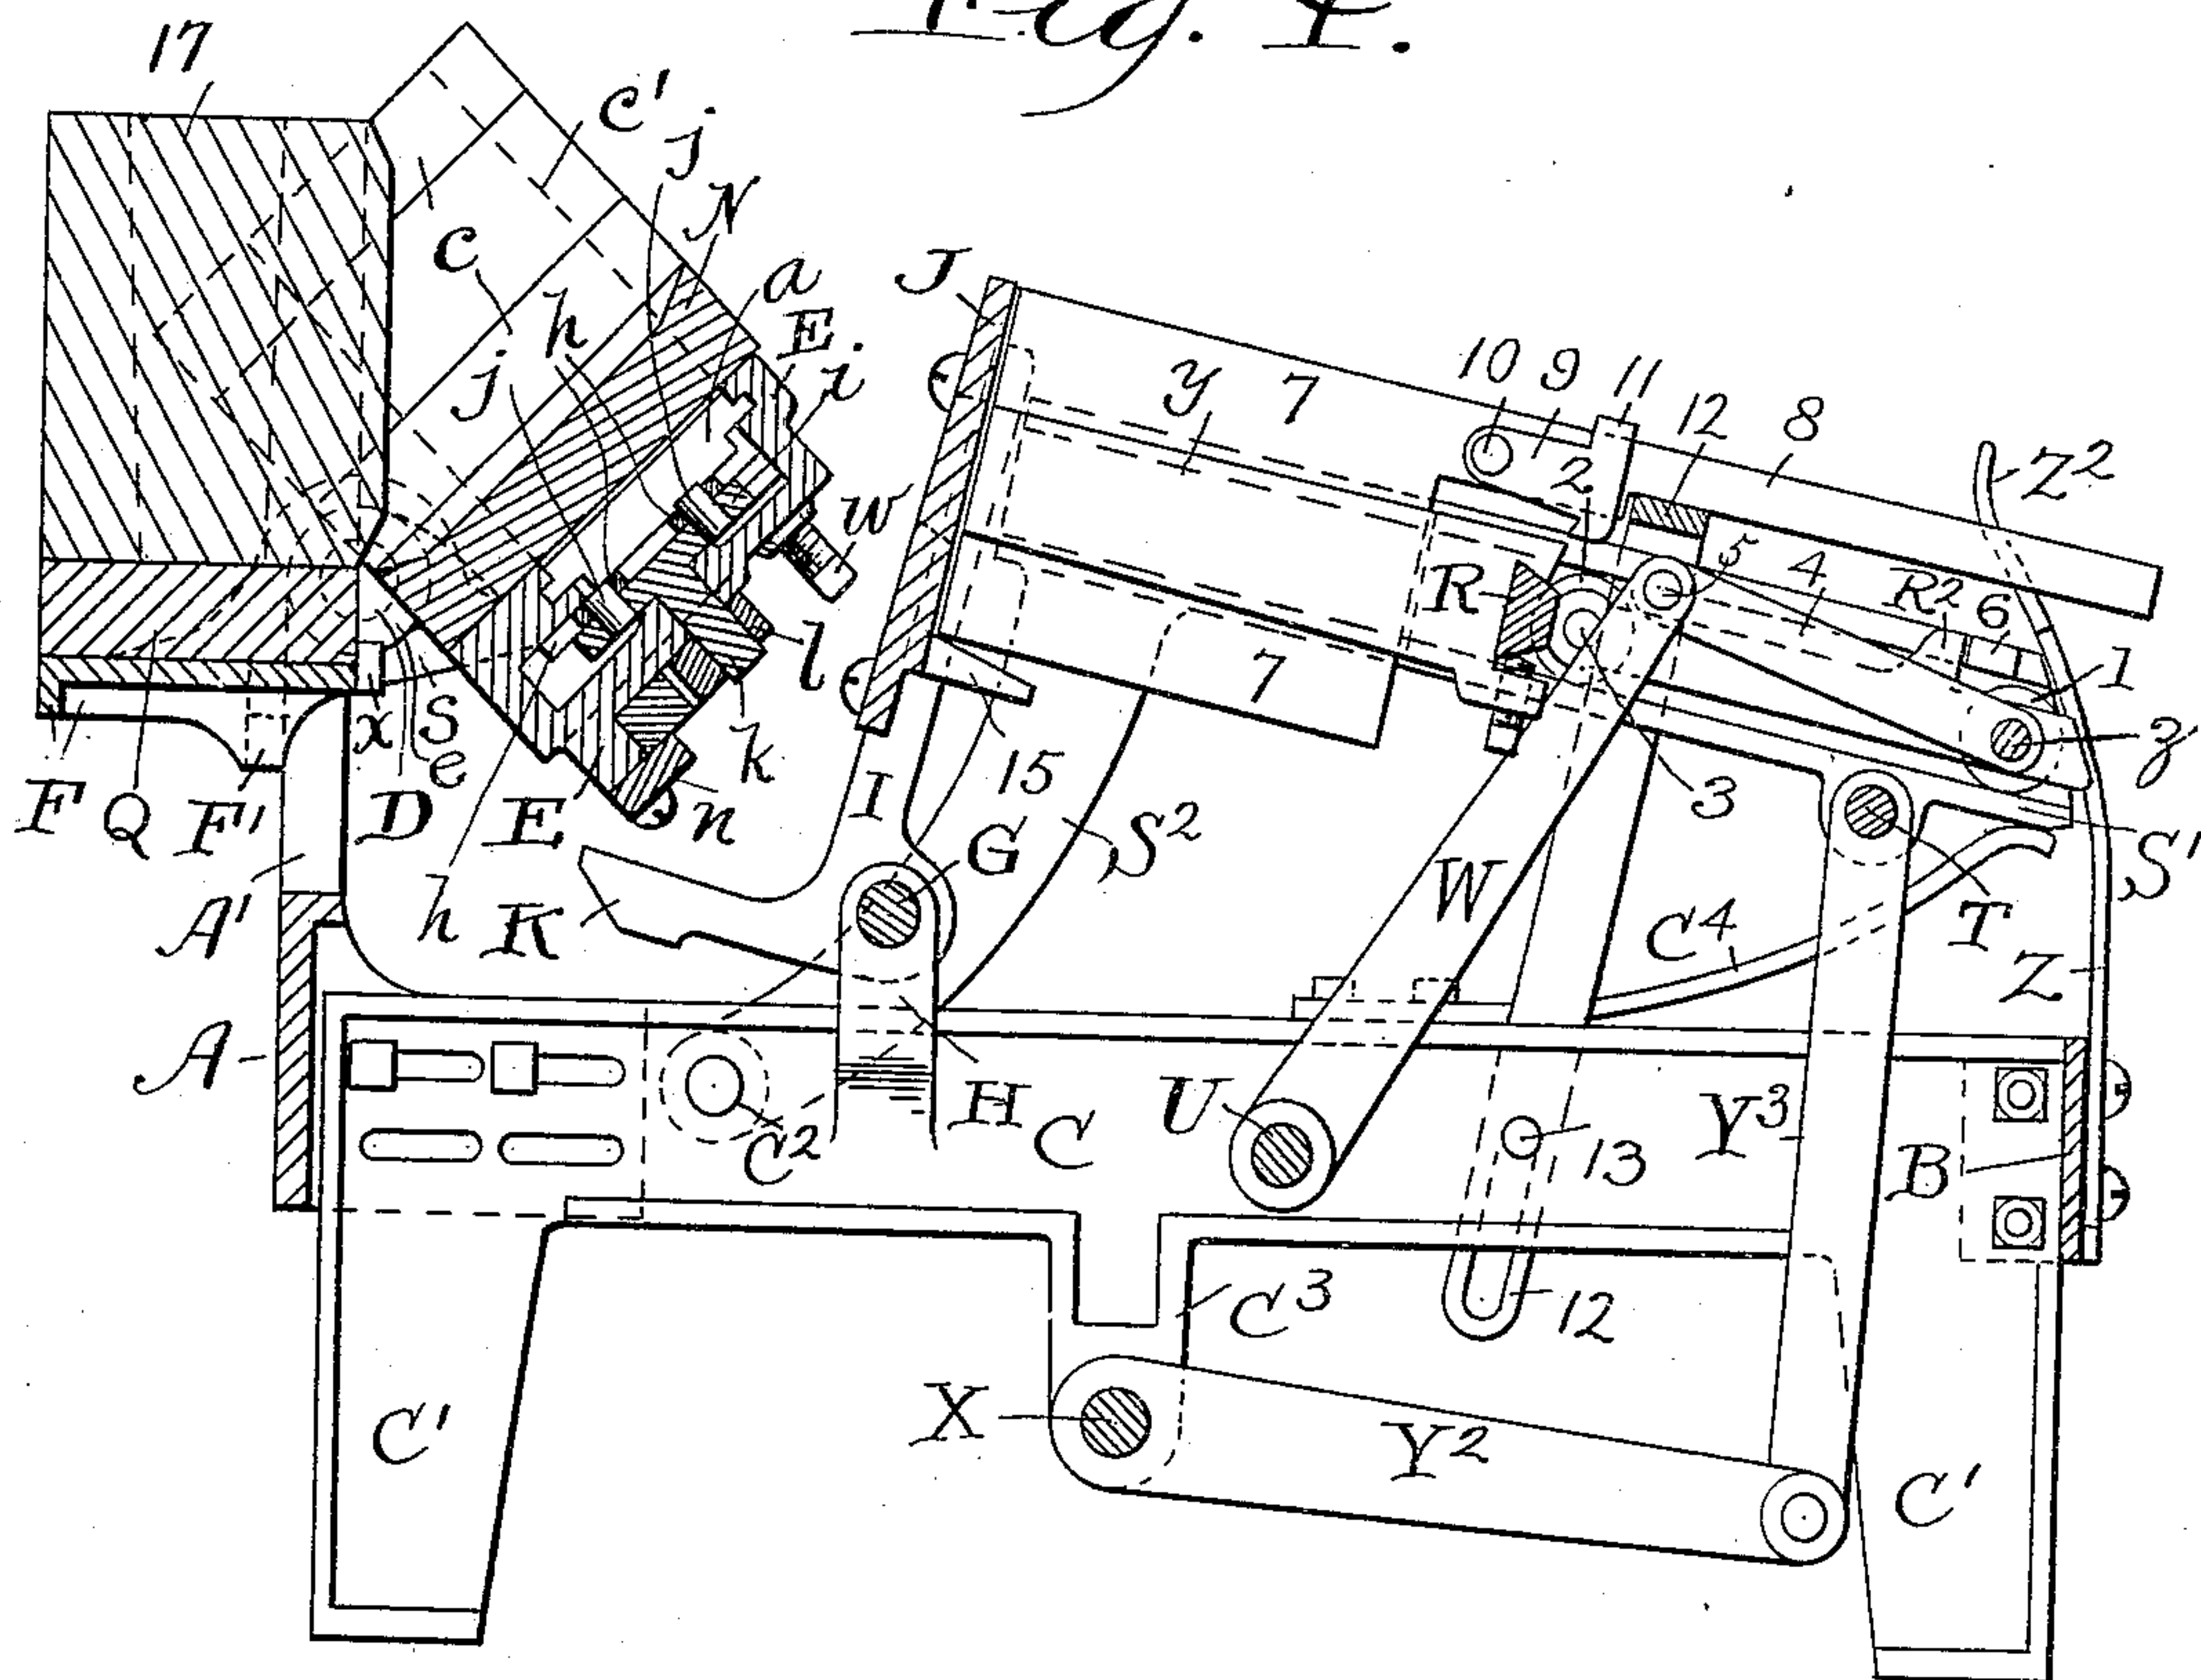 Fig. 4.
17
c'
j
N
a
c
h
j
E
i
J
10 9 11
12 8
y 7
2
Z²
w
R
5 4 R² 6
1
l
7
z
x S
e
k
15
3
F Q F' D
E
n
I
G
S²
S'
A'
h K
W
C⁴
T
Z
A
H
C²
C
U
13
Y³
B
C³
12
X
Y²
C'
C'